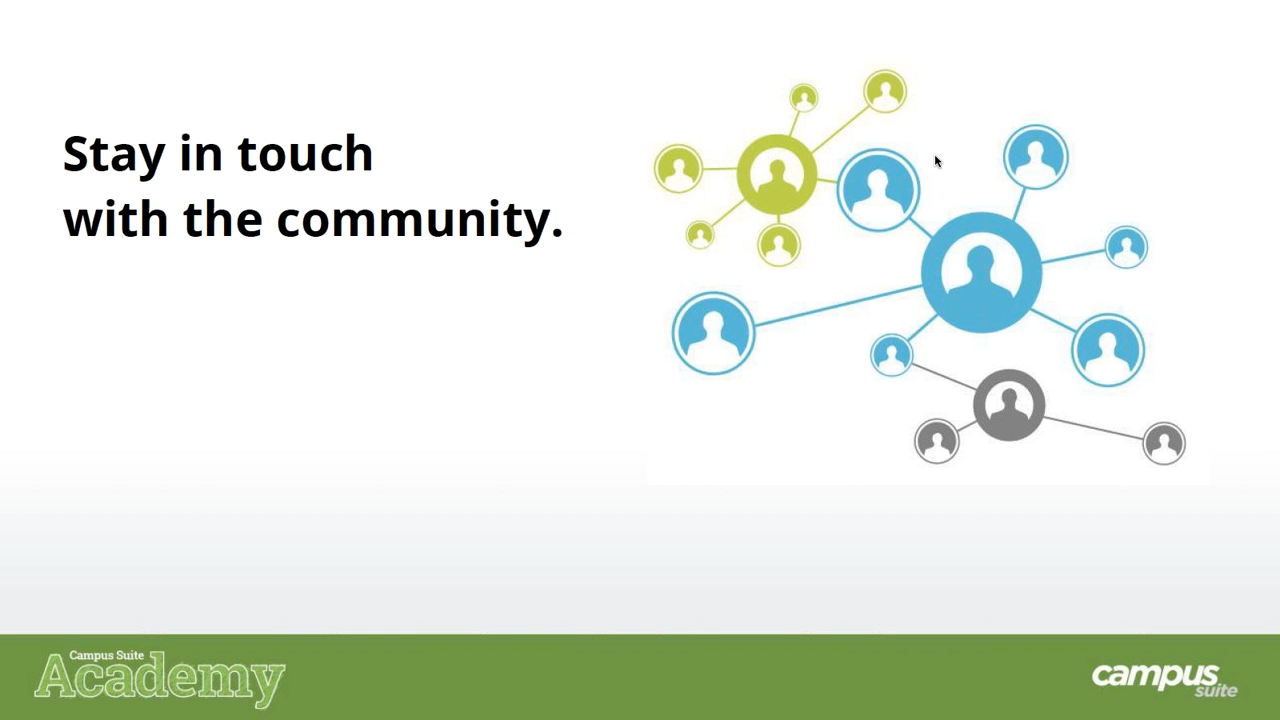 Stay in touch
with the community.
Campus Suite
Academy
campus
suite